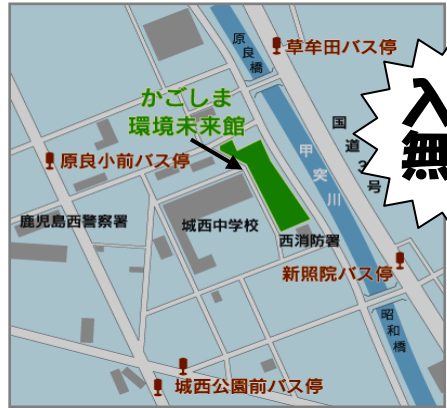 原良橋
草牟田バス停
かごしま
環境未来館
入
無
国道3号
甲突川
原良小前バス停
鹿児島西警察署
城西中学校
西消防署
新照院バス停
昭和橋
城西公園前バス停